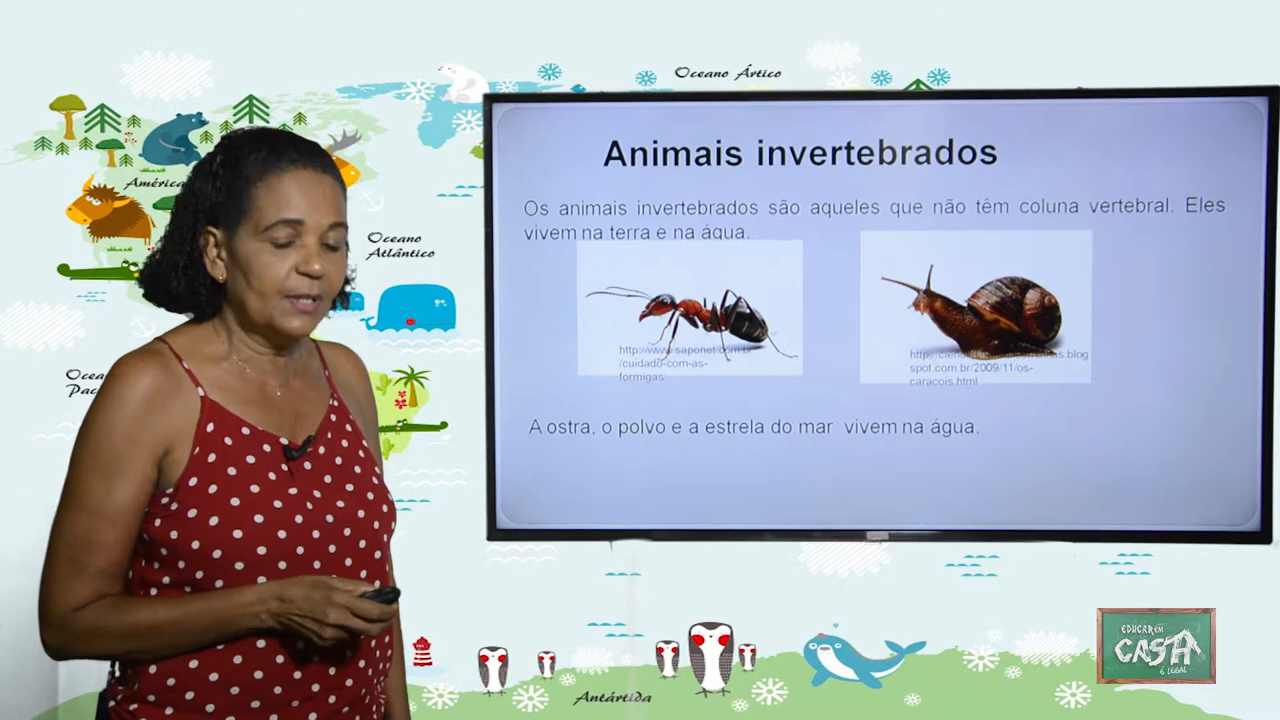 Oceano Ártico
América
Oceano
Atlântico
Animais invertebrados
Os animais invertebrados são aqueles que não têm coluna vertebral. Eles
vivem na terra e na água.
http://www.saponet.com.br
/cuidado-com-as-
formigas/
spot.com.br/2009/11/os-
caracois.html
A ostra, o polvo e a estrela do mar vivem na água.
EDUCAR EM
CASA
É LEGAL
Antártida